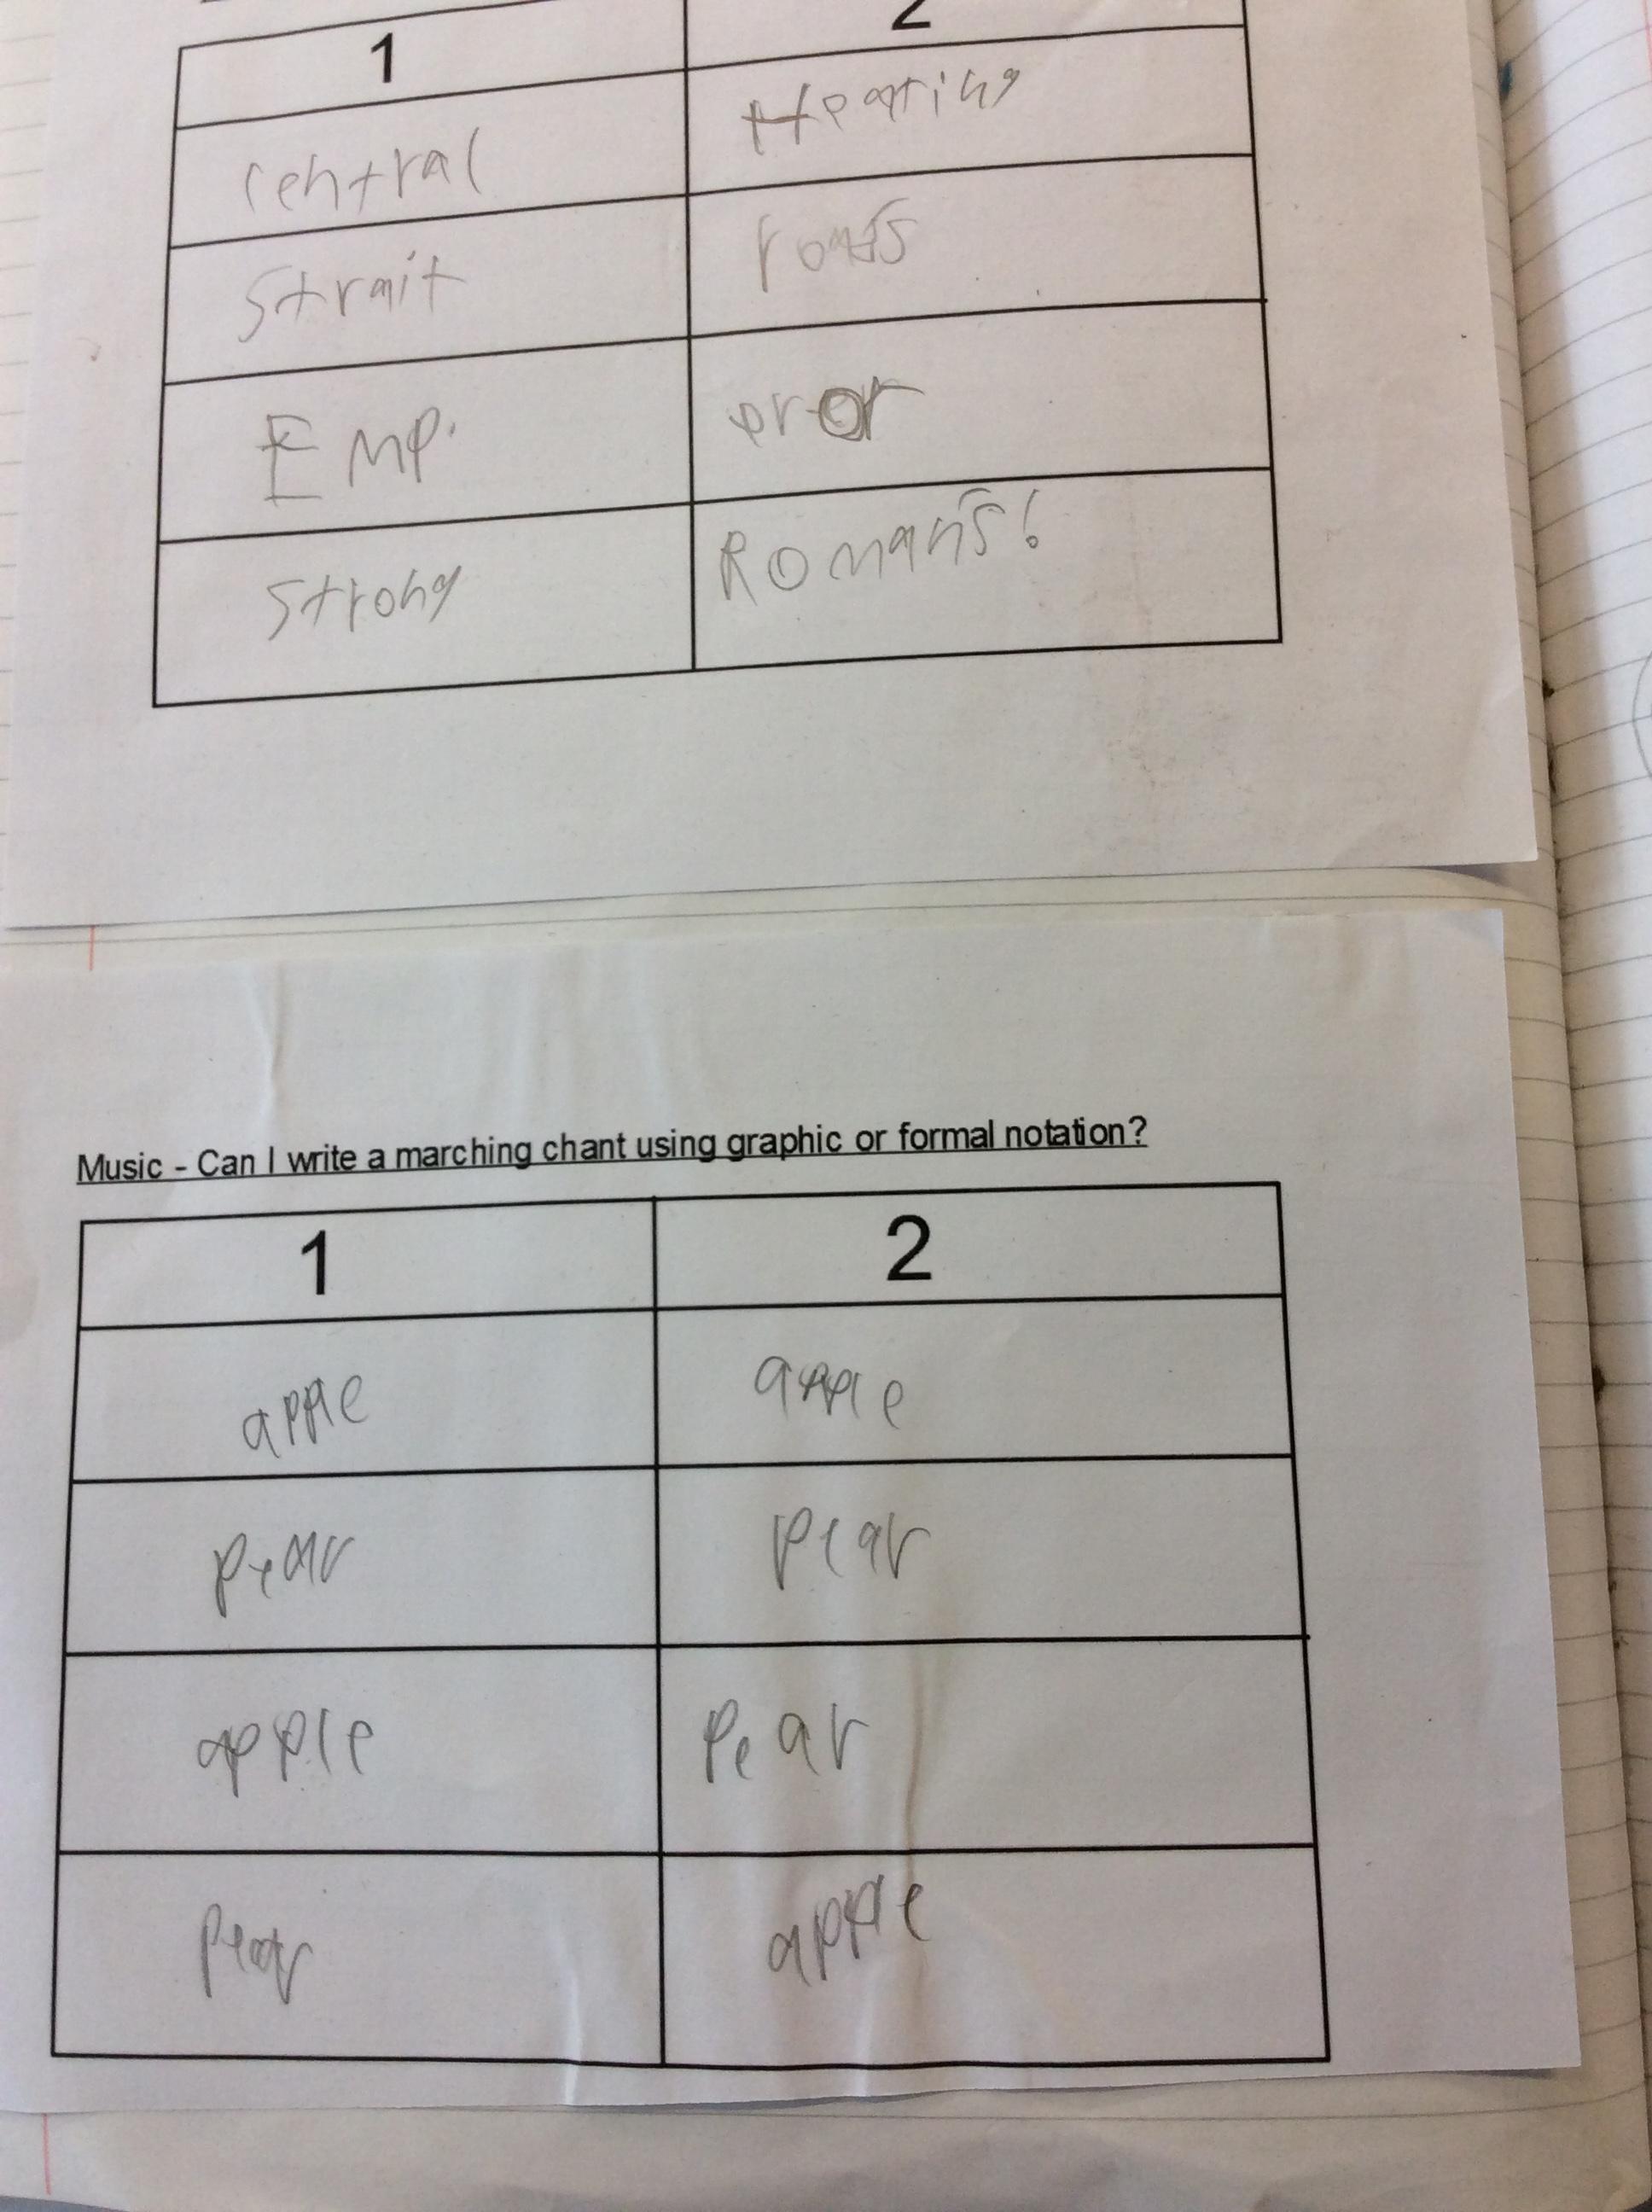 1 2
Central Heating
Strait roads
Emp. eror
Strong Romans!
Music - Can I write a marching chant using graphic or formal notation?
1 2
apple apple
pear pear
apple pear
pear apple